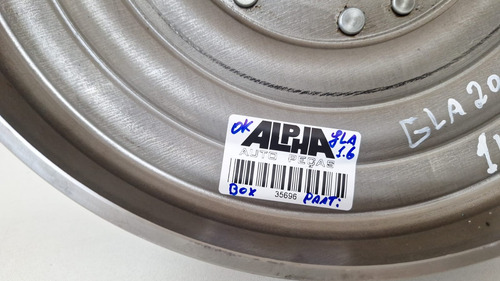 OK ALPHA GLA
AUTO PEÇAS 1.6
BOX 35696 PART:
GLA 20